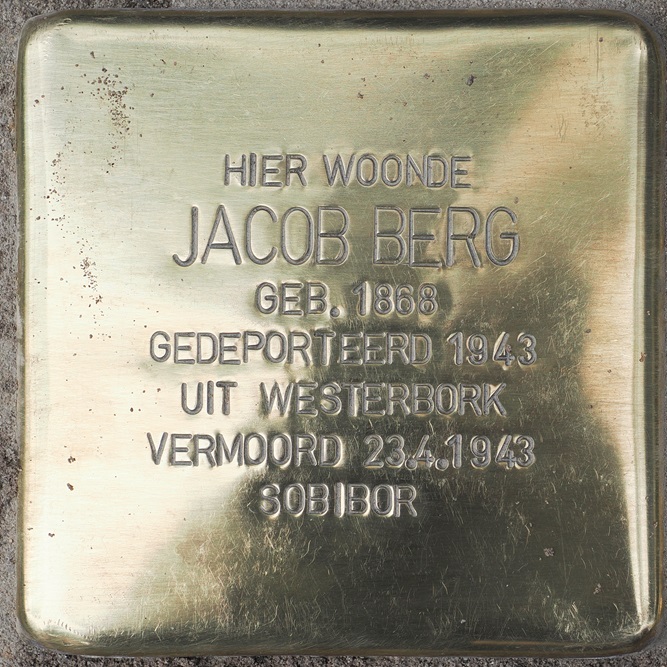 HIER WOONDE
JACOB BERG
GEB. 1868
GEDEPORTEERD 1943
UIT WESTERBORK
VERMOORD 23.4.1943
SOBIBOR